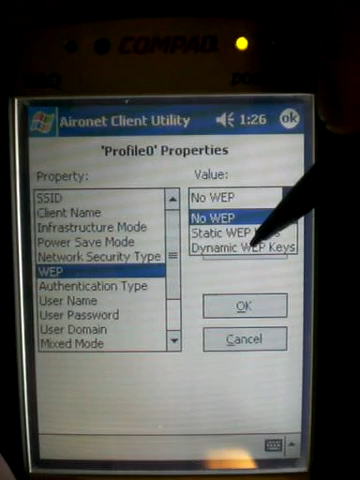 COMPAQ
Aironet Client Utility 1:26 ok
'Profile0' Properties
Property: Value:
SSID
Client Name
Infrastructure Mode
Power Save Mode
Network Security Type
WEP
Authentication Type
User Name
User Password
User Domain
Mixed Mode
No WEP
No WEP
Static WEP Keys
Dynamic WEP Keys
OK
Cancel